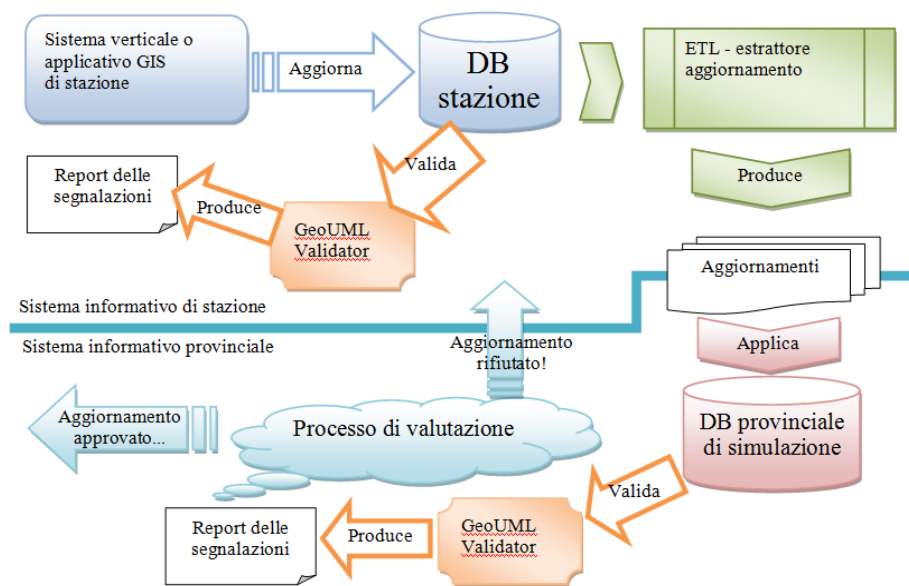 Sistema verticale o
applicativo GIS
di stazione
Aggiorna
DB
stazione
ETL - estrattore
aggiornamento
Valida
Produce
Report delle
segnalazioni
Produce
GeoUML
Validator
Aggiornamenti
Sistema informativo di stazione
Sistema informativo provinciale
Aggiornamento
rifiutato!
Applica
Aggiornamento
approvato...
Processo di valutazione
DB provinciale
di simulazione
Valida
GeoUML
Validator
Produce
Report delle
segnalazioni